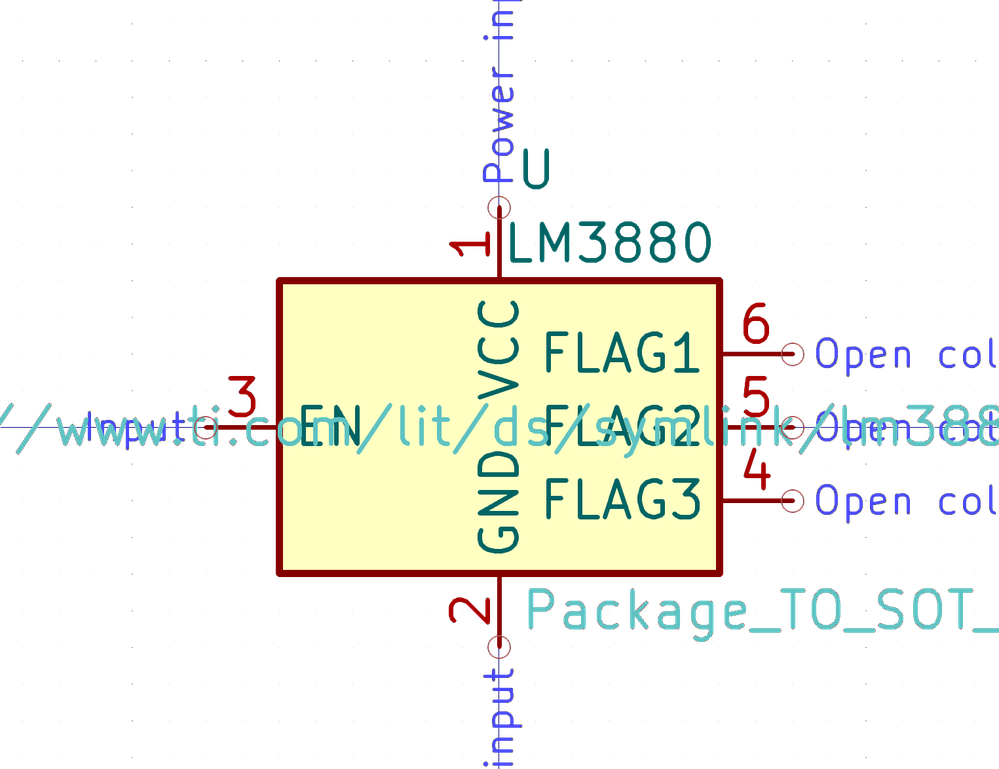 Power inp
U
1
LM3880
VCC
FLAG1
6
Open col
3
Input
EN
//www.ti.com/lit/ds/symlink/lm388
FLAG2
5
Open col
GND
FLAG3
4
Open col
2
Package_TO_SOT_
input